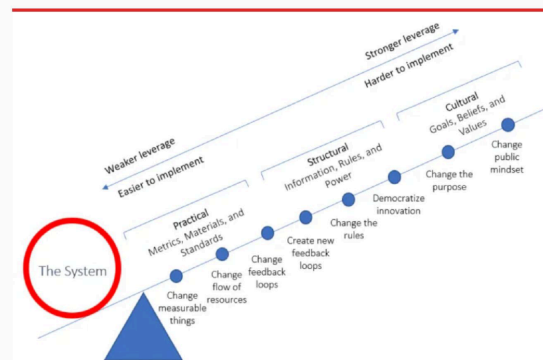 Stronger leverage
Harder to implement
Weaker leverage
Easier to implement
Cultural
Goals, Beliefs, and
Values
Structural
Information, Rules, and
Power
Practical
Metrics, Materials, and
Standards
The System
Change
measurable
things
Change
flow of
resources
Change
feedback
loops
Create new
feedback
loops
Change the
rules
Democratize
innovation
Change the
purpose
Change
public
mindset